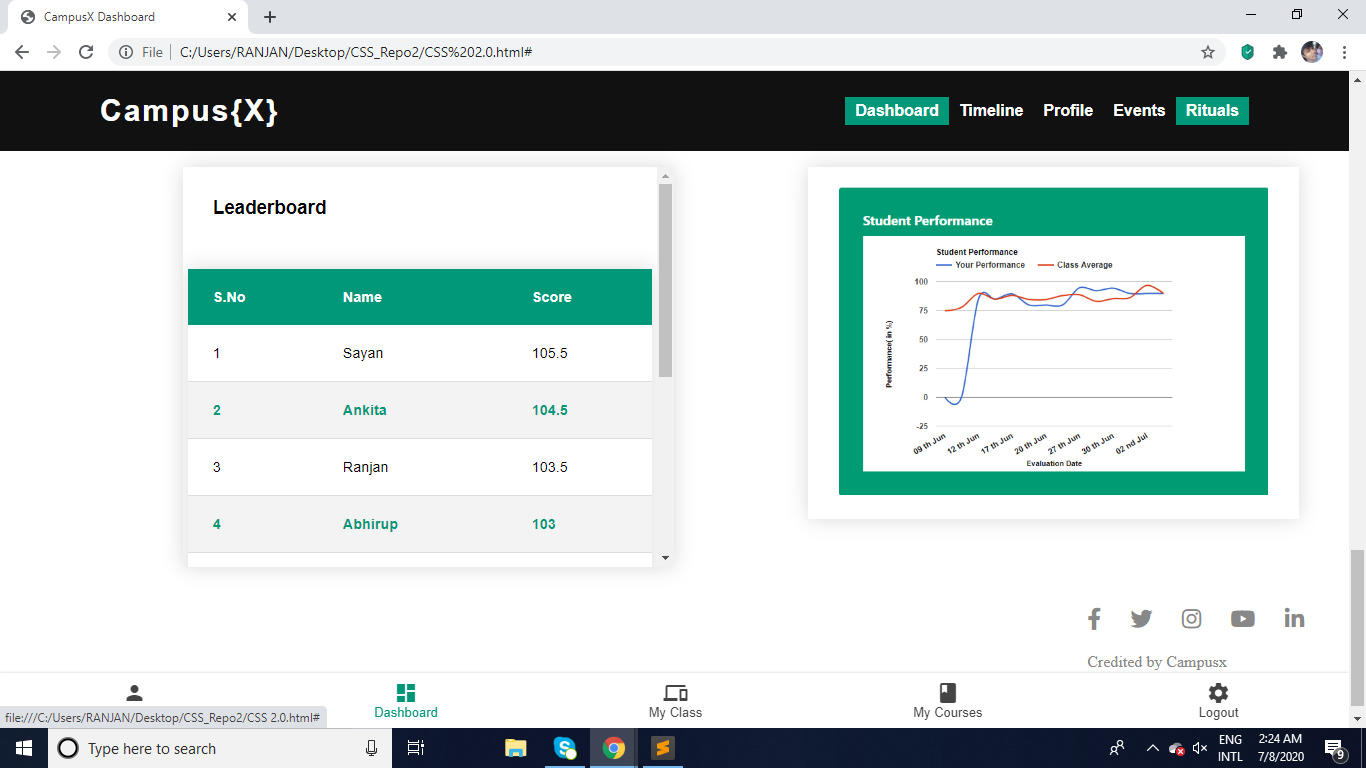 CampusX Dashboard
File C:/Users/RANJAN/Desktop/CSS_Repo2/CSS%202.0.html#
Campus{X}
Dashboard Timeline Profile Events Rituals
Leaderboard
S.No Name Score
1 Sayan 105.5
2 Ankita 104.5
3 Ranjan 103.5
4 Abhirup 103
Student Performance
Student Performance
Your Performance Class Average
100
75
50
25
0
-25
Performance( in %)
09 th Jun 12 th Jun 17 th Jun 20 th Jun 27 th Jun 30 th Jun 02 nd Jul
Evaluation Date
Credited by Campusx
Dashboard My Class My Courses Logout
file:///C:/Users/RANJAN/Desktop/CSS_Repo2/CSS 2.0.html#
Type here to search
ENG
INTL
2:24 AM
7/8/2020
9